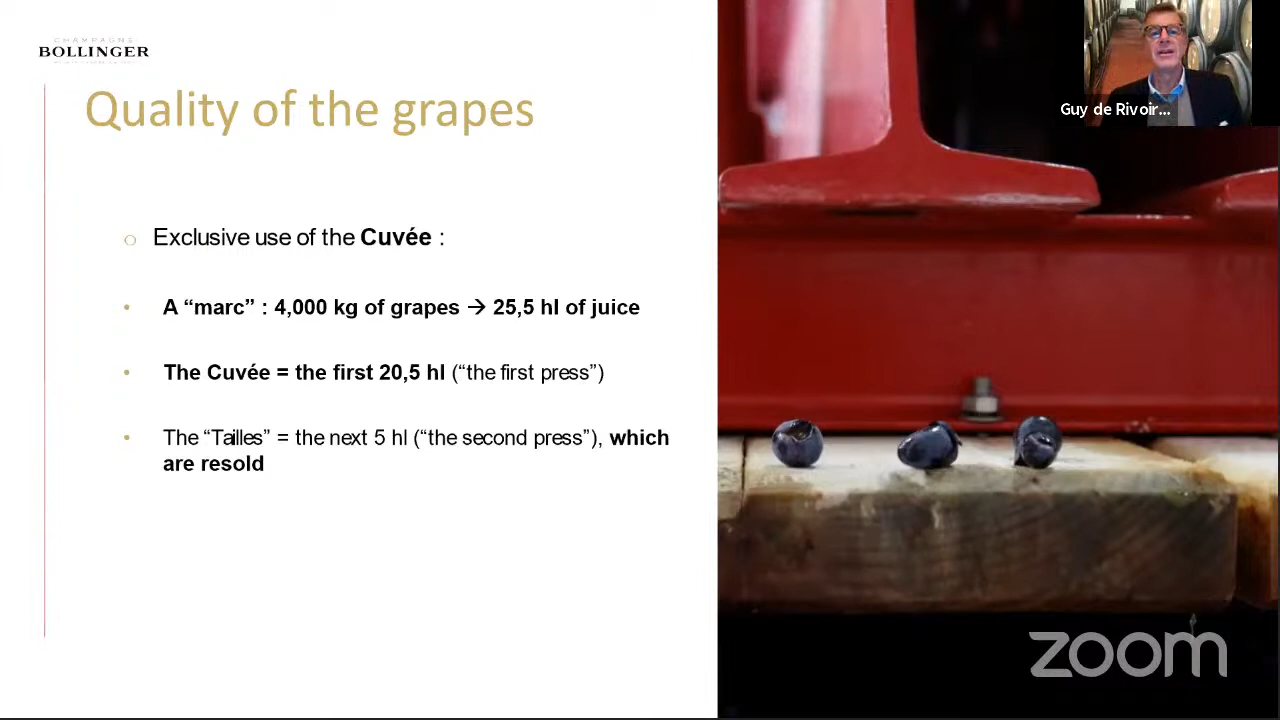 CHAMPAGNE
BOLLINGER
Quality of the grapes
Exclusive use of the Cuvée :
A “marc” : 4,000 kg of grapes → 25,5 hl of juice
The Cuvée = the first 20,5 hl (“the first press”)
The “Tailles” = the next 5 hl (“the second press”), which
are resold
Guy de Rivoir...
zoom